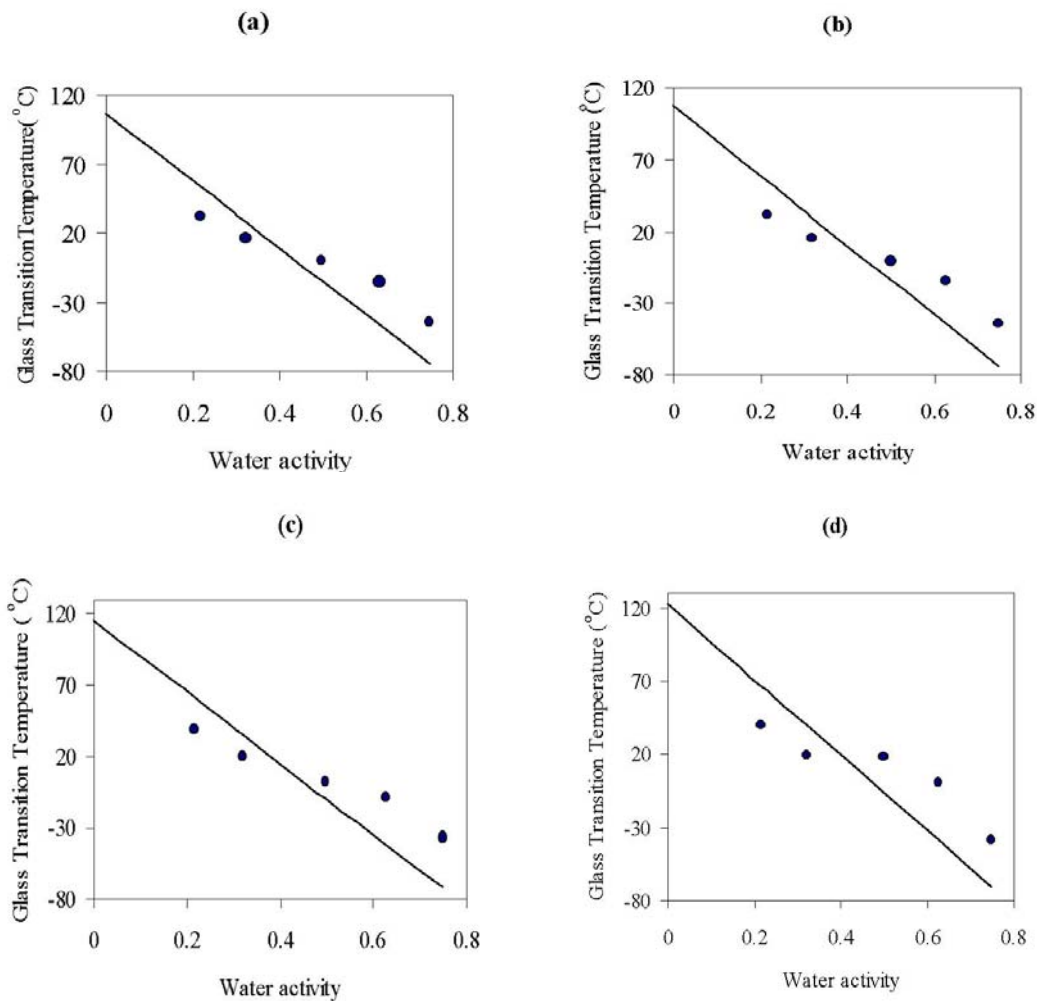 (a)
Glass Transition Temperature( °C)
120
70
20
-30
-80
0 0.2 0.4 0.6 0.8
Water activity
(b)
Glass Transition Temperature (°C)
120
70
20
-30
-80
0 0.2 0.4 0.6 0.8
Water activity
(c)
Glass Transition Temperature ( °C)
120
70
20
-30
-80
0 0.2 0.4 0.6 0.8
Water activity
(d)
Glass Transition Temperature (°C)
120
70
20
-30
-80
0 0.2 0.4 0.6 0.8
Water activity